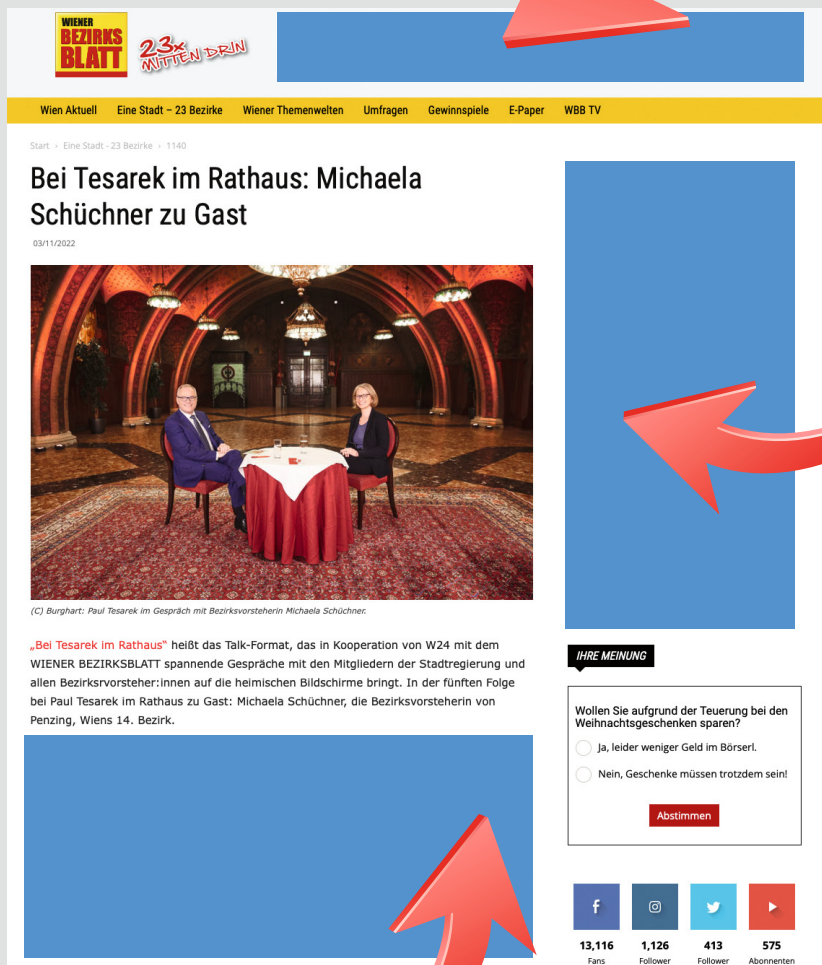 WIENER
BEZIRKS
BLATT
23x
MITTEN DRIN
Wien Aktuell Eine Stadt – 23 Bezirke Wiener Themenwelten Umfragen Gewinnspiele E-Paper WBB TV
Start › Eine Stadt - 23 Bezirke › 1140
Bei Tesarek im Rathaus: Michaela
Schüchner zu Gast
03/11/2022
(C) Burghart: Paul Tesarek im Gespräch mit Bezirksvorsteherin Michaela Schüchner.
„Bei Tesarek im Rathaus“ heißt das Talk-Format, das in Kooperation von W24 mit dem
WIENER BEZIRKSBLATT spannende Gespräche mit den Mitgliedern der Stadtregierung und
allen Bezirksrvorsteher:innen auf die heimischen Bildschirme bringt. In der fünften Folge
bei Paul Tesarek im Rathaus zu Gast: Michaela Schüchner, die Bezirksvorsteherin von
Penzing, Wiens 14. Bezirk.
IHRE MEINUNG
Wollen Sie aufgrund der Teuerung bei den
Weihnachtsgeschenken sparen?
Ja, leider weniger Geld im Börserl.
Nein, Geschenke müssen trotzdem sein!
Abstimmen
13,116 1,126 413 575
Fans Follower Follower Abonnenten